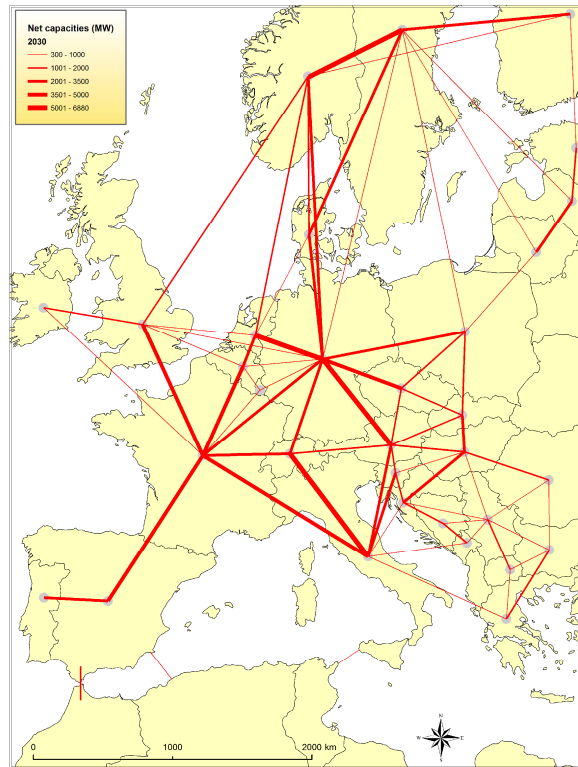 Net capacities (MW)
2030
300 - 1000
1001 - 2000
2001 - 3500
3501 - 5000
5001 - 6880
N
W E
S
0 1000 2000 km